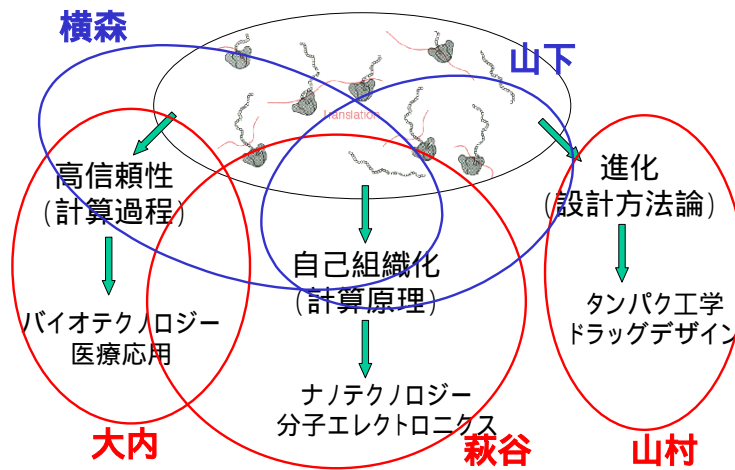 横森
山下
translation
高信頼性
(計算過程)
進化
(設計方法論)
自己組織化
(計算原理)
バイオテクノロジー
医療応用
タンパク工学
ドラッグデザイン
ナノテクノロジー
分子エレクトロニクス
大内
萩谷
山村